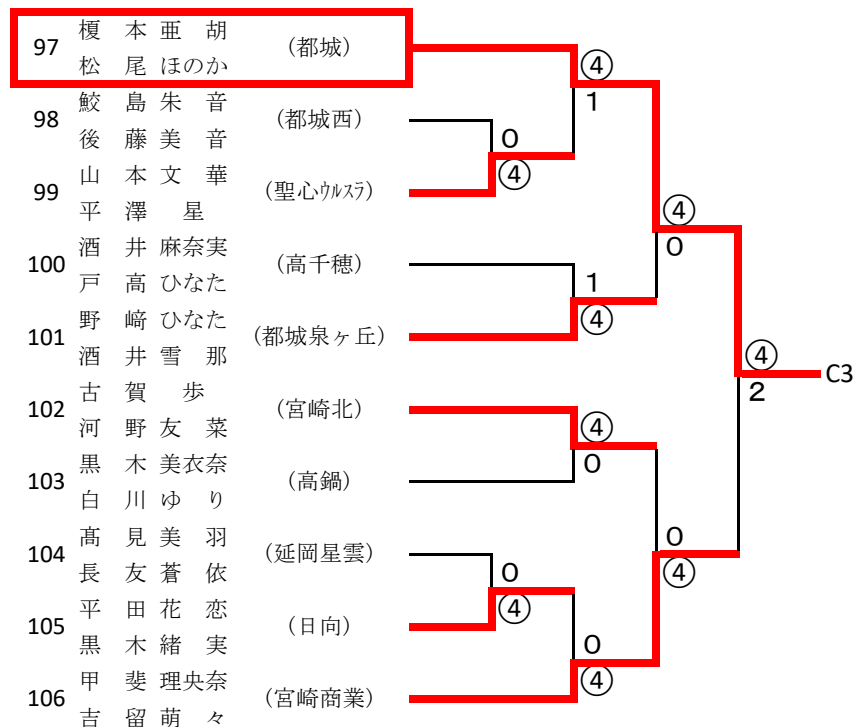 97 榎 本 亜 胡 (都城)
松 尾 ほのか
98 鮫 島 朱 音 (都城西)
後 藤 美 音
99 山 本 文 華 (聖心ウルスラ)
平 澤 星
100 酒 井 麻奈実 (高千穂)
戸 高 ひなた
101 野 﨑 ひなた (都城泉ヶ丘)
酒 井 雪 那
102 古 賀 歩 (宮崎北)
河 野 友 菜
103 黒 木 美衣奈 (高鍋)
白 川 ゆ り
104 髙 見 美 羽 (延岡星雲)
長 友 蒼 依
105 平 田 花 恋 (日向)
黒 木 緒 実
106 甲 斐 理央奈 (宮崎商業)
吉 留 萌 々
④
1
0
④
④
0
1
④
④
2
C3
④
0
0
④
0
④
0
④